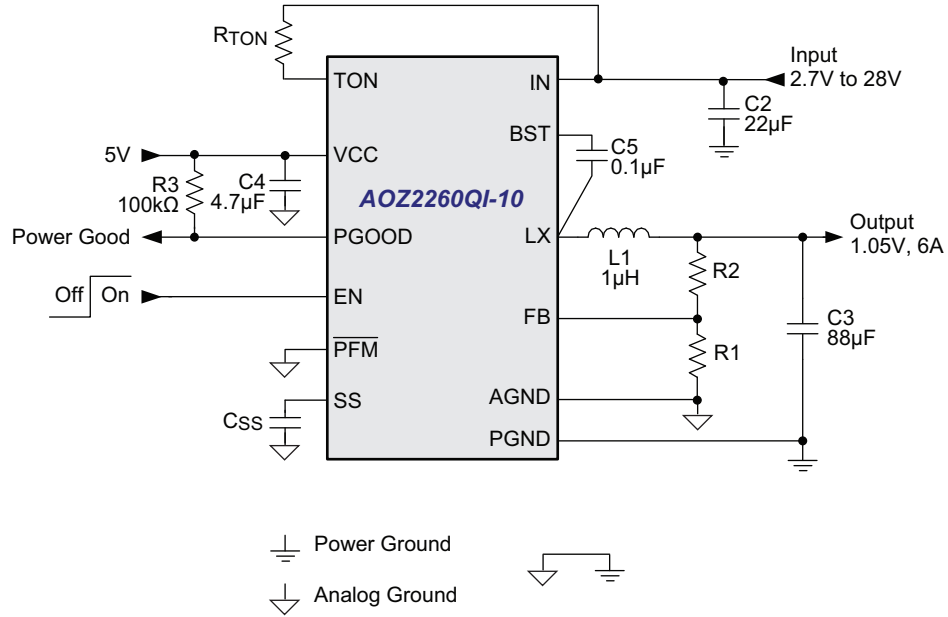 RTON
TON
IN
Input
2.7V to 28V
C2
22µF
BST
C5
0.1µF
5V
VCC
R3
100kΩ
C4
4.7µF
AOZ2260QI-10
Power Good
PGOOD
LX
L1
1µH
Output
1.05V, 6A
R2
Off On
EN
FB
C3
88µF
R1
PFM
CSS
SS
AGND
PGND
Power Ground
Analog Ground